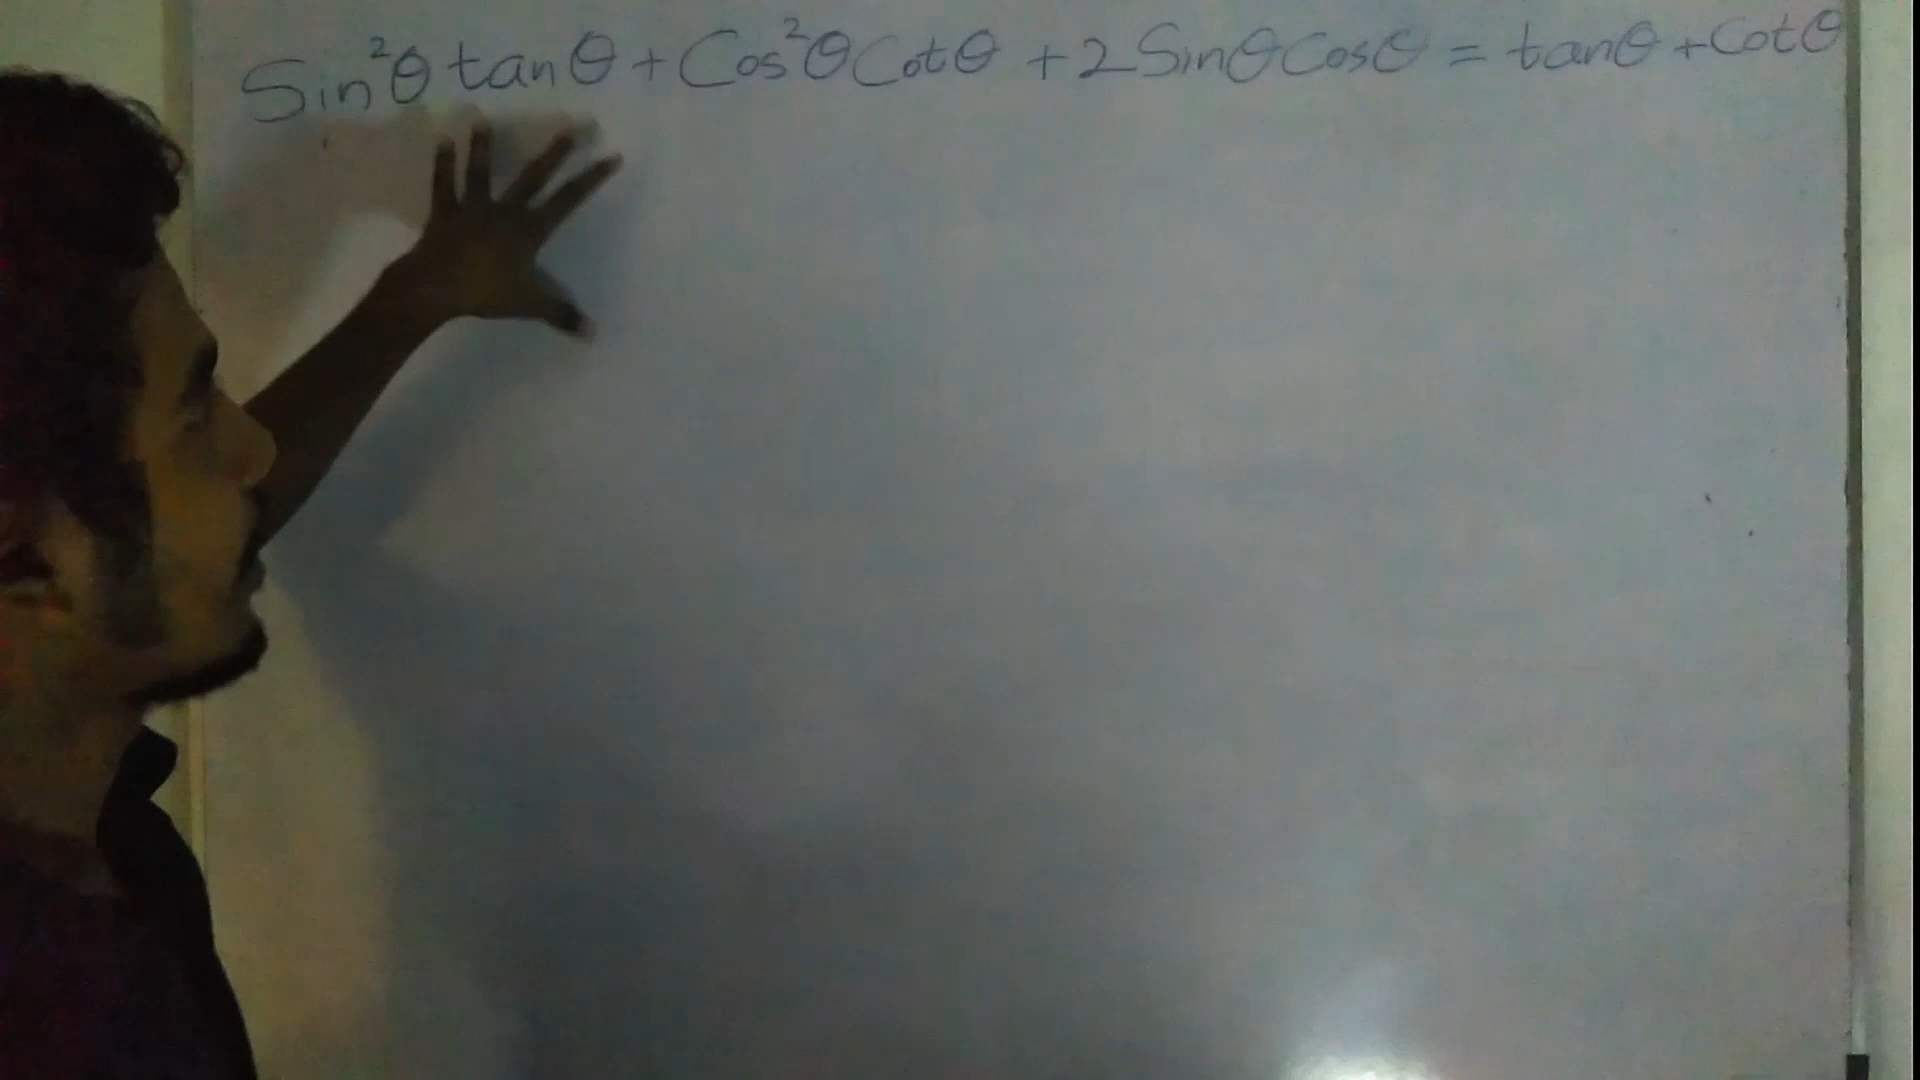 Sin²θ tanθ + Cos²θ Cotθ + 2 Sinθ Cosθ = tanθ + Cotθ